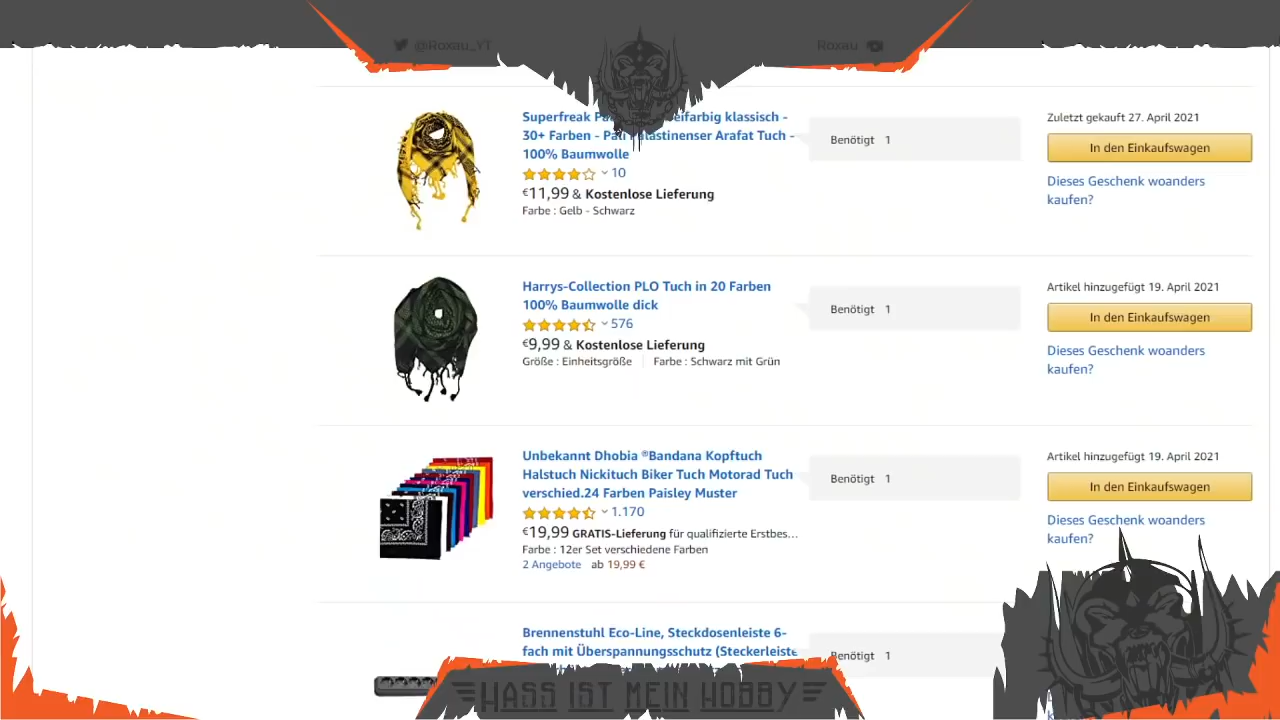 @Roxau_YT
Roxau
Superfreak eifarbig klassisch -
30+ Farben - Pali Palästinenser Arafat Tuch -
100% Baumwolle
10
€11,99 & Kostenlose Lieferung
Farbe : Gelb - Schwarz
Benötigt 1
Zuletzt gekauft 27. April 2021
In den Einkaufswagen
Dieses Geschenk woanders
kaufen?
Harrys-Collection PLO Tuch in 20 Farben
100% Baumwolle dick
576
€9,99 & Kostenlose Lieferung
Größe : Einheitsgröße Farbe : Schwarz mit Grün
Benötigt 1
Artikel hinzugefügt 19. April 2021
In den Einkaufswagen
Dieses Geschenk woanders
kaufen?
Unbekannt Dhobia ®Bandana Kopftuch
Halstuch Nickituch Biker Tuch Motorad Tuch
verschied.24 Farben Paisley Muster
1.170
€19,99 GRATIS-Lieferung für qualifizierte Erstbes...
Farbe : 12er Set verschiedene Farben
2 Angebote ab 19,99 €
Benötigt 1
Artikel hinzugefügt 19. April 2021
In den Einkaufswagen
Dieses Geschenk woanders
kaufen?
Brennenstuhl Eco-Line, Steckdosenleiste 6-
fach mit Überspannungsschutz (Steckerleiste
Benötigt 1
HASS IST MEIN HOBBY